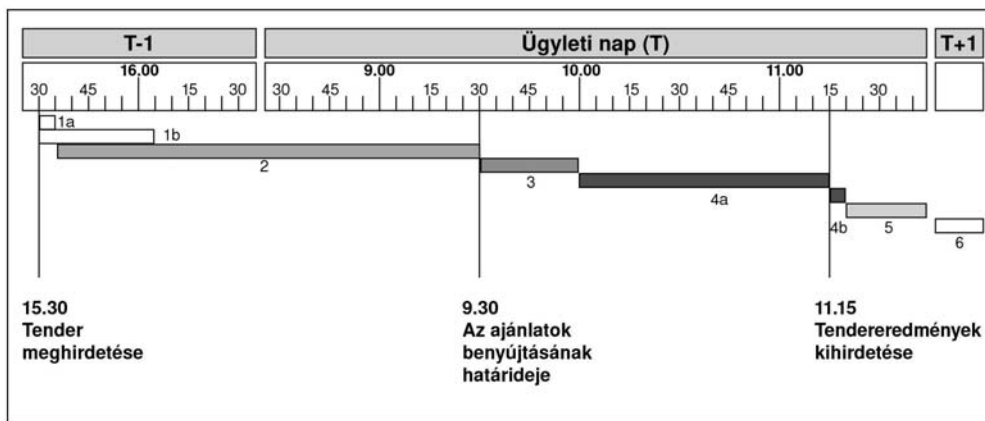 T-1 Ügyleti nap (T) T+1
16.00 9.00 10.00 11.00
30 45 15 30 30 45 15 30 45 15 30 45 15 30
1a
1b
2
3
4a
4b 5
6
15.30 9.30 11.15
Tender Az ajánlatok Tendereredmények
meghirdetése benyújtásának kihirdetése
határideje